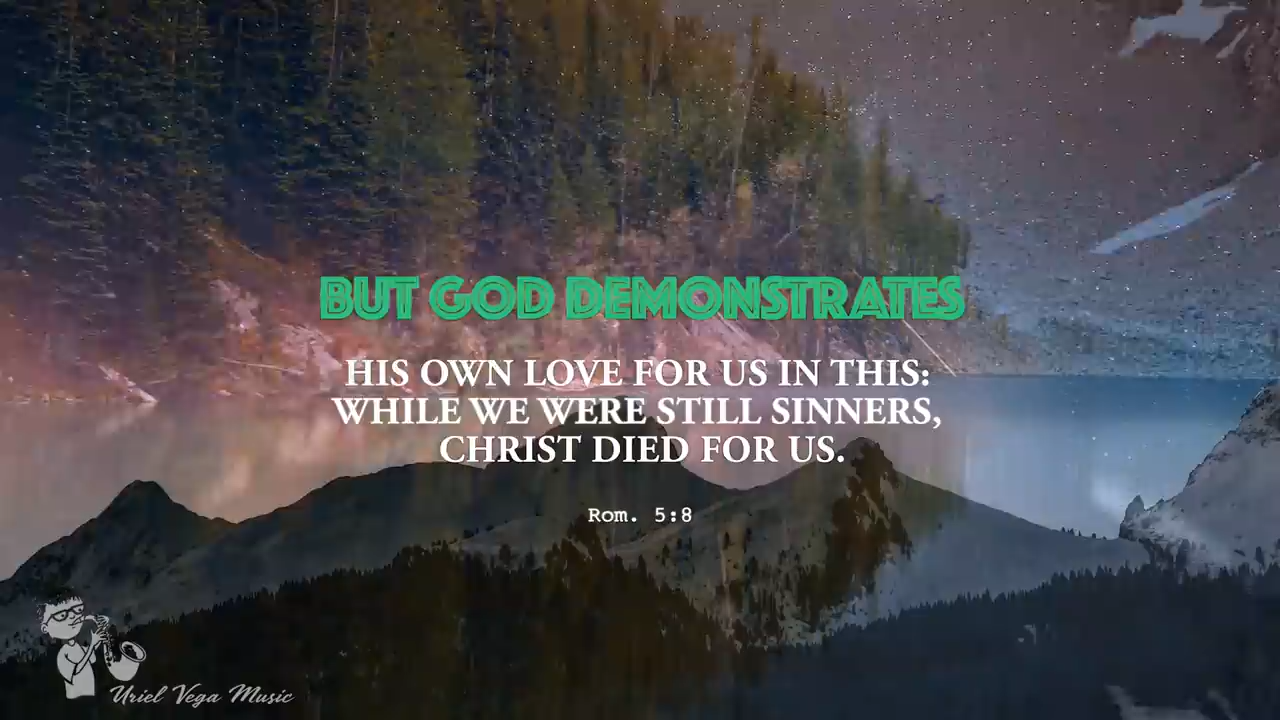 BUT GOD DEMONSTRATES
HIS OWN LOVE FOR US IN THIS:
WHILE WE WERE STILL SINNERS,
CHRIST DIED FOR US.
Rom. 5:8
Uriel Vega Music